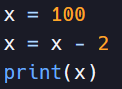 x = 100
x = x - 2
print(x)